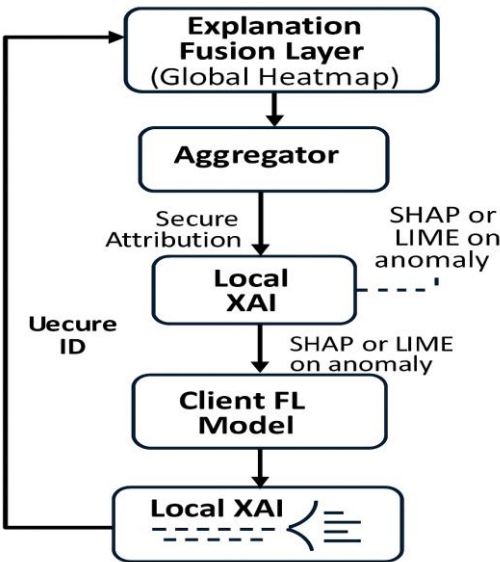 Explanation
Fusion Layer
(Global Heatmap)
Aggregator
Secure
Attribution
SHAP or
LIME on
anomaly
Local
XAI
Uecure
ID
SHAP or LIME
on anomaly
Client FL
Model
Local XAI